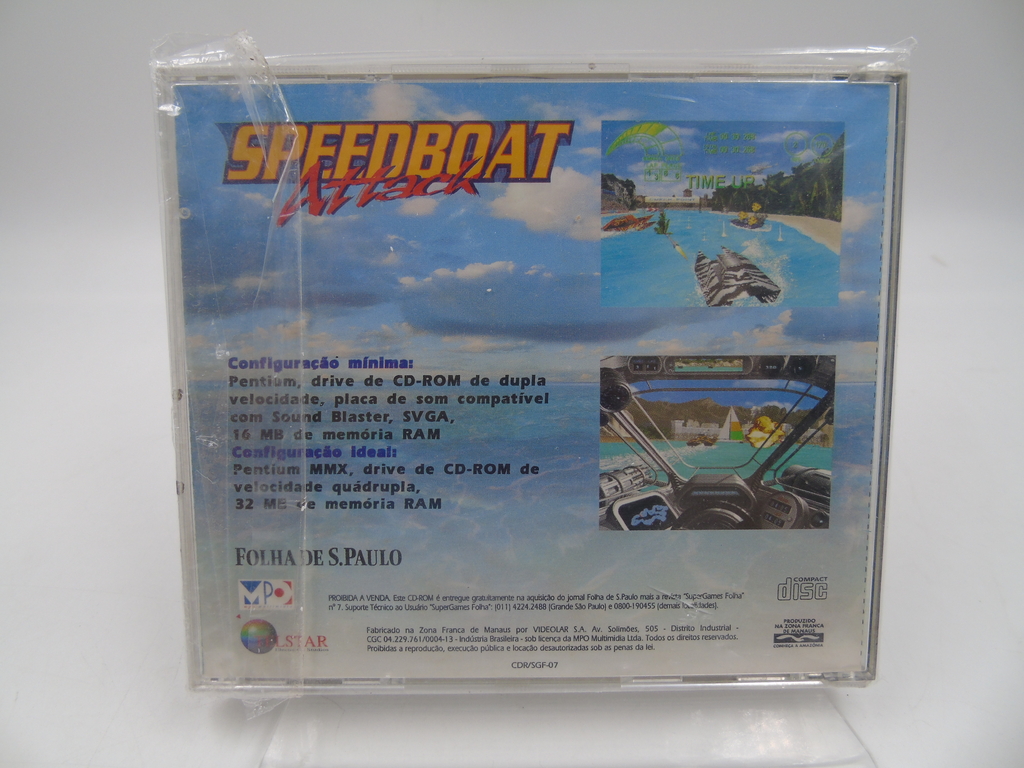 SPEEDBOAT
Attack
TIME UP
Configuração mínima:
Pentium, drive de CD-ROM de dupla
velocidade, placa de som compatível
com Sound Blaster, SVGA,
16 MB de memória RAM
Configuração ideal:
Pentium MMX, drive de CD-ROM de
velocidade quádrupla,
32 MB de memória RAM
FOLHA DE S.PAULO
MPO
PROIBIDA A VENDA. Este CD-ROM é entregue gratuitamente na aquisição do jornal Folha de S.Paulo mais a revista "SuperGames Folha"
nº 7. Suporte Técnico ao Usuário "SuperGames Folha": (011) 4224.2488 (Grande São Paulo) e 0800-190455 (demais localidades).
COMPACT
disc
Fabricado na Zona Franca de Manaus por VIDEOLAR S.A. Av. Solimões, 505 - Distrito Industrial -
CGC 04.229.761/0004-13 - Indústria Brasileira - sob licença da MPO Multimidia Ltda. Todos os direitos reservados.
Proibidas a reprodução, execução pública e locação desautorizadas sob as penas da lei.
PRODUZIDO
NA ZONA FRANCA
DE MANAUS
CONHEÇA A AMAZÔNIA
CDR/SGF-07